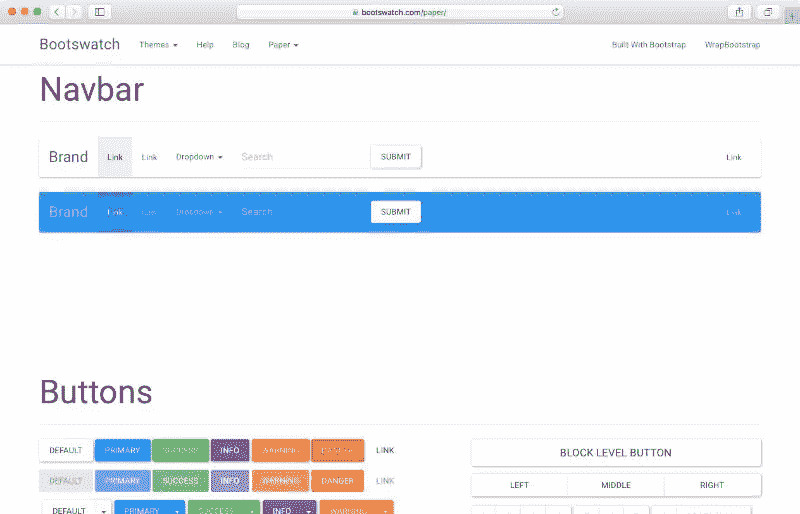 bootswatch.com/paper/
Bootswatch Themes Help Blog Paper Built With Bootstrap WrapBootstrap
Navbar
Brand Link Link Dropdown Search SUBMIT Link
Brand Link Link Dropdown Search SUBMIT Link
Buttons
DEFAULT PRIMARY SUCCESS INFO WARNING LINK BLOCK LEVEL BUTTON
DEFAULT PRIMARY SUCCESS INFO WARNING DANGER LINK LEFT MIDDLE RIGHT
DEFAULT PRIMARY SUCCESS INFO WARNING